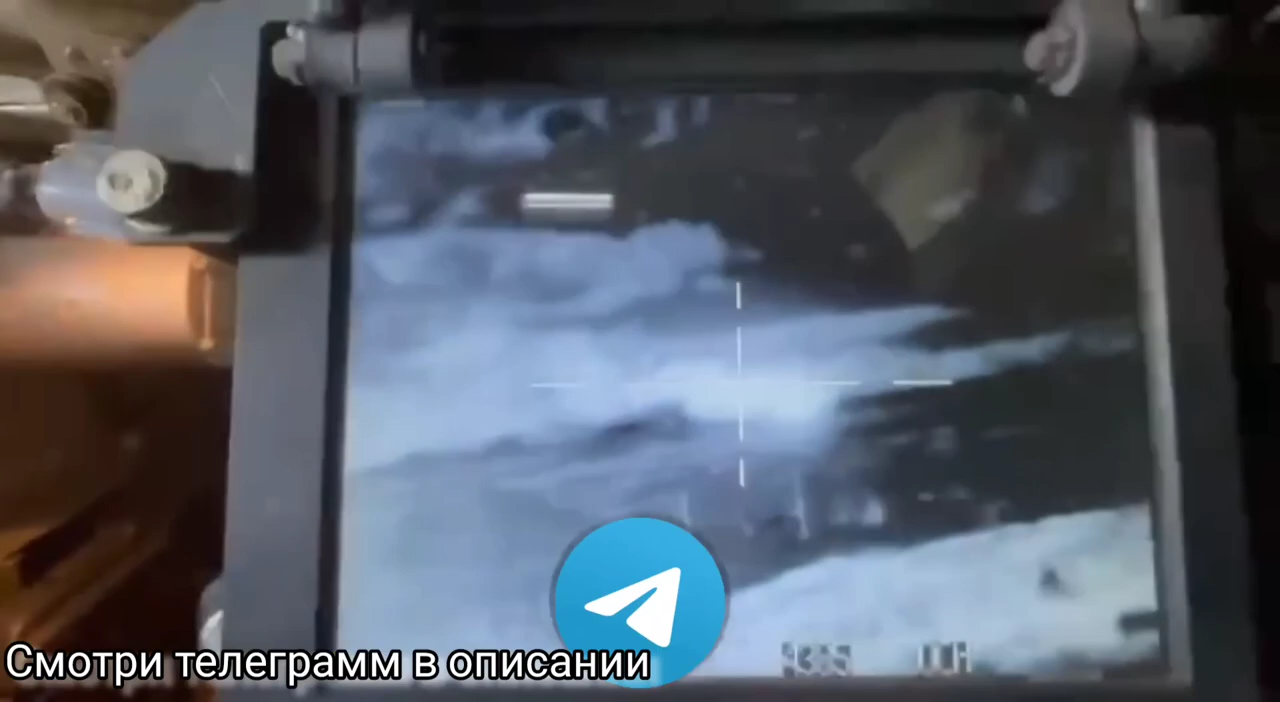 Смотри телеграмм в описании